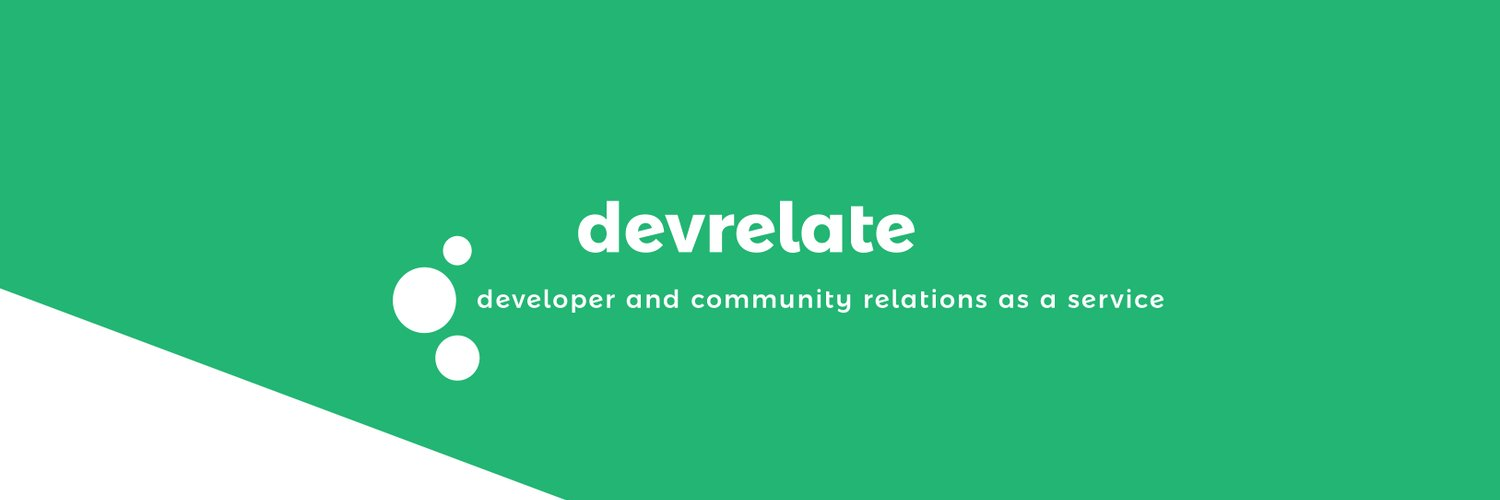 devrelate
developer and community relations as a service